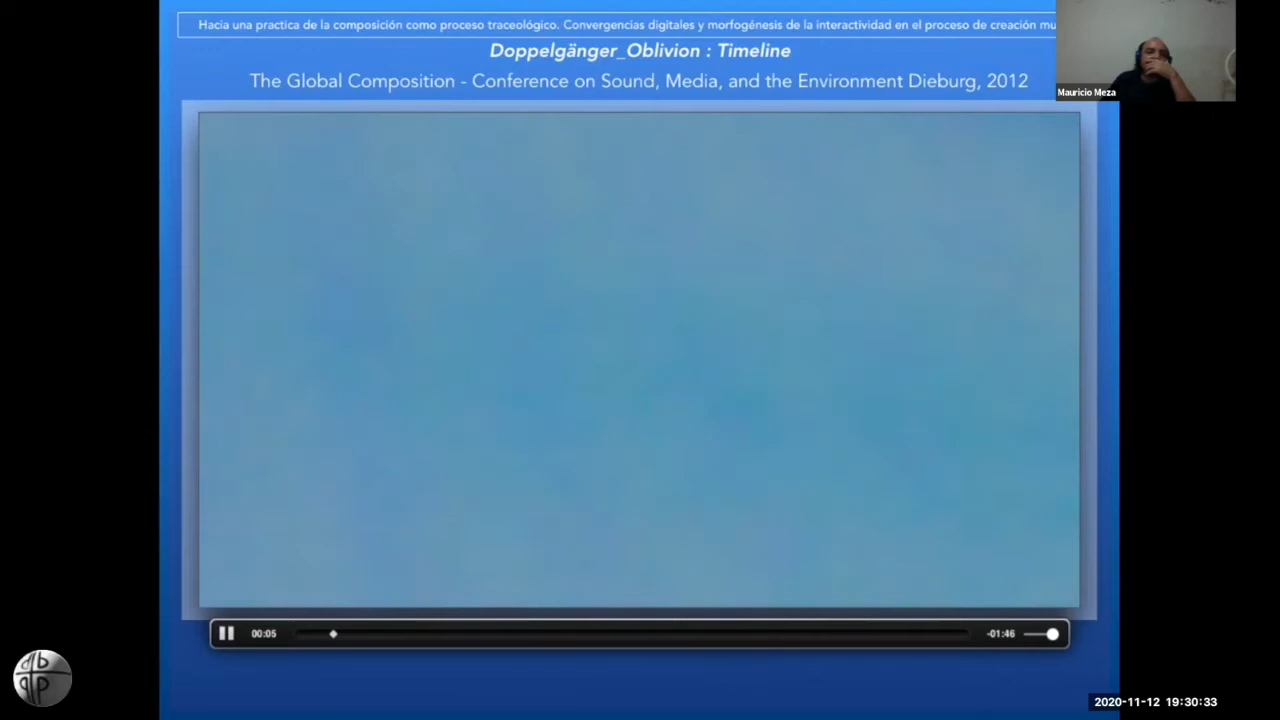 Hacia una practica de la composición como proceso traceológico. Convergencias digitales y morfogénesis de la interactividad en el proceso de creación mu
Doppelgänger_Oblivion : Timeline
The Global Composition - Conference on Sound, Media, and the Environment Dieburg, 2012
Mauricio Meza
00:05
-01:46
db
qp
2020-11-12 19:30:33